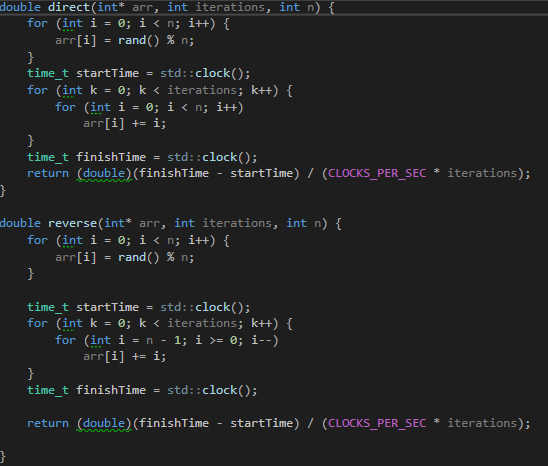 double direct(int* arr, int iterations, int n) {
    for (int i = 0; i < n; i++) {
        arr[i] = rand() % n;
    }
    time_t startTime = std::clock();
    for (int k = 0; k < iterations; k++) {
        for (int i = 0; i < n; i++)
            arr[i] += i;
    }
    time_t finishTime = std::clock();
    return (double)(finishTime - startTime) / (CLOCKS_PER_SEC * iterations);
}

double reverse(int* arr, int iterations, int n) {
    for (int i = 0; i < n; i++) {
        arr[i] = rand() % n;
    }

    time_t startTime = std::clock();
    for (int k = 0; k < iterations; k++) {
        for (int i = n - 1; i >= 0; i--)
            arr[i] += i;
    }
    time_t finishTime = std::clock();

    return (double)(finishTime - startTime) / (CLOCKS_PER_SEC * iterations);

}